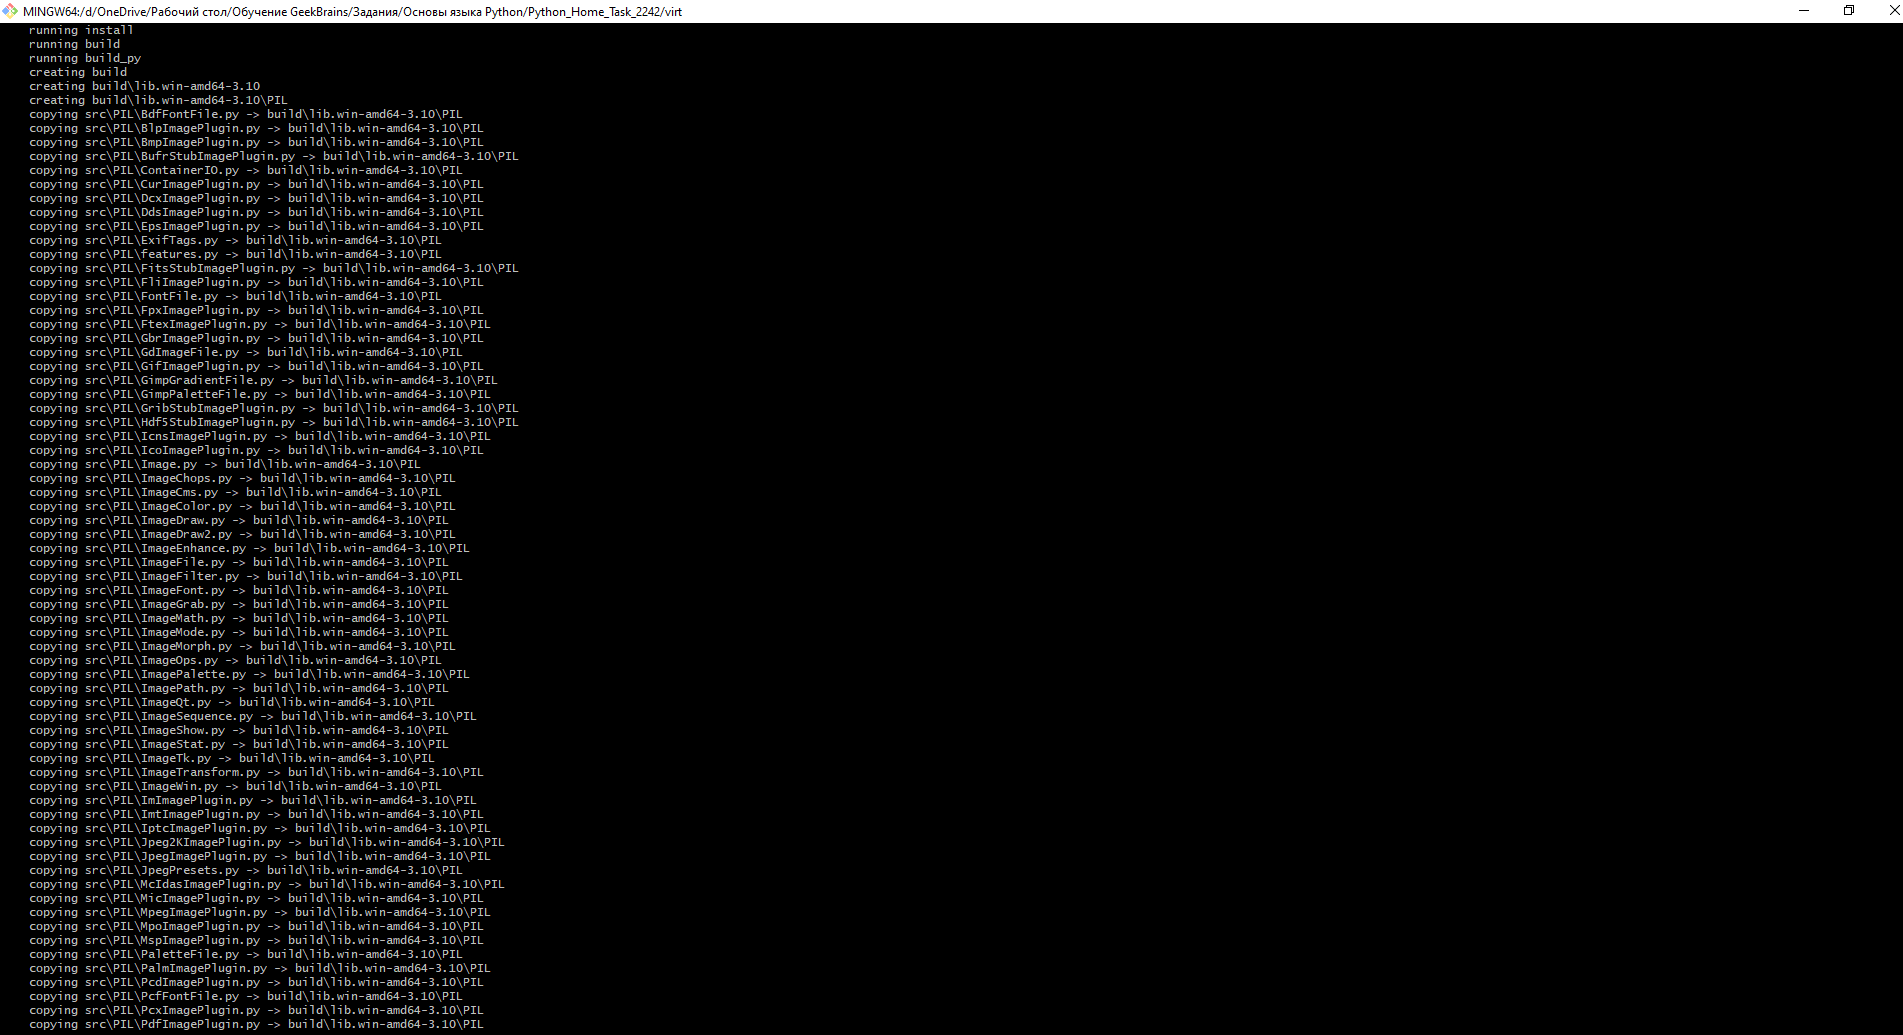 MINGW64:/d/OneDrive/Рабочий стол/Обучение GeekBrains/Задания/Основы языка Python/Python_Home_Task_2242/virt
running install
running build
running build_py
creating build
creating build\lib.win-amd64-3.10
creating build\lib.win-amd64-3.10\PIL
copying src\PIL\BdfFontFile.py -> build\lib.win-amd64-3.10\PIL
copying src\PIL\BlpImagePlugin.py -> build\lib.win-amd64-3.10\PIL
copying src\PIL\BmpImagePlugin.py -> build\lib.win-amd64-3.10\PIL
copying src\PIL\BufrStubImagePlugin.py -> build\lib.win-amd64-3.10\PIL
copying src\PIL\ContainerIO.py -> build\lib.win-amd64-3.10\PIL
copying src\PIL\CurImagePlugin.py -> build\lib.win-amd64-3.10\PIL
copying src\PIL\DcxImagePlugin.py -> build\lib.win-amd64-3.10\PIL
copying src\PIL\DdsImagePlugin.py -> build\lib.win-amd64-3.10\PIL
copying src\PIL\EpsImagePlugin.py -> build\lib.win-amd64-3.10\PIL
copying src\PIL\ExifTags.py -> build\lib.win-amd64-3.10\PIL
copying src\PIL\features.py -> build\lib.win-amd64-3.10\PIL
copying src\PIL\FitsStubImagePlugin.py -> build\lib.win-amd64-3.10\PIL
copying src\PIL\FliImagePlugin.py -> build\lib.win-amd64-3.10\PIL
copying src\PIL\FontFile.py -> build\lib.win-amd64-3.10\PIL
copying src\PIL\FpxImagePlugin.py -> build\lib.win-amd64-3.10\PIL
copying src\PIL\FtexImagePlugin.py -> build\lib.win-amd64-3.10\PIL
copying src\PIL\GbrImagePlugin.py -> build\lib.win-amd64-3.10\PIL
copying src\PIL\GdImageFile.py -> build\lib.win-amd64-3.10\PIL
copying src\PIL\GifImagePlugin.py -> build\lib.win-amd64-3.10\PIL
copying src\PIL\GimpGradientFile.py -> build\lib.win-amd64-3.10\PIL
copying src\PIL\GimpPaletteFile.py -> build\lib.win-amd64-3.10\PIL
copying src\PIL\GribStubImagePlugin.py -> build\lib.win-amd64-3.10\PIL
copying src\PIL\Hdf5StubImagePlugin.py -> build\lib.win-amd64-3.10\PIL
copying src\PIL\IcnsImagePlugin.py -> build\lib.win-amd64-3.10\PIL
copying src\PIL\IcoImagePlugin.py -> build\lib.win-amd64-3.10\PIL
copying src\PIL\Image.py -> build\lib.win-amd64-3.10\PIL
copying src\PIL\ImageChops.py -> build\lib.win-amd64-3.10\PIL
copying src\PIL\ImageCms.py -> build\lib.win-amd64-3.10\PIL
copying src\PIL\ImageColor.py -> build\lib.win-amd64-3.10\PIL
copying src\PIL\ImageDraw.py -> build\lib.win-amd64-3.10\PIL
copying src\PIL\ImageDraw2.py -> build\lib.win-amd64-3.10\PIL
copying src\PIL\ImageEnhance.py -> build\lib.win-amd64-3.10\PIL
copying src\PIL\ImageFile.py -> build\lib.win-amd64-3.10\PIL
copying src\PIL\ImageFilter.py -> build\lib.win-amd64-3.10\PIL
copying src\PIL\ImageFont.py -> build\lib.win-amd64-3.10\PIL
copying src\PIL\ImageGrab.py -> build\lib.win-amd64-3.10\PIL
copying src\PIL\ImageMath.py -> build\lib.win-amd64-3.10\PIL
copying src\PIL\ImageMode.py -> build\lib.win-amd64-3.10\PIL
copying src\PIL\ImageMorph.py -> build\lib.win-amd64-3.10\PIL
copying src\PIL\ImageOps.py -> build\lib.win-amd64-3.10\PIL
copying src\PIL\ImagePalette.py -> build\lib.win-amd64-3.10\PIL
copying src\PIL\ImagePath.py -> build\lib.win-amd64-3.10\PIL
copying src\PIL\ImageQt.py -> build\lib.win-amd64-3.10\PIL
copying src\PIL\ImageSequence.py -> build\lib.win-amd64-3.10\PIL
copying src\PIL\ImageShow.py -> build\lib.win-amd64-3.10\PIL
copying src\PIL\ImageStat.py -> build\lib.win-amd64-3.10\PIL
copying src\PIL\ImageTk.py -> build\lib.win-amd64-3.10\PIL
copying src\PIL\ImageTransform.py -> build\lib.win-amd64-3.10\PIL
copying src\PIL\ImageWin.py -> build\lib.win-amd64-3.10\PIL
copying src\PIL\ImImagePlugin.py -> build\lib.win-amd64-3.10\PIL
copying src\PIL\ImtImagePlugin.py -> build\lib.win-amd64-3.10\PIL
copying src\PIL\IptcImagePlugin.py -> build\lib.win-amd64-3.10\PIL
copying src\PIL\Jpeg2KImagePlugin.py -> build\lib.win-amd64-3.10\PIL
copying src\PIL\JpegImagePlugin.py -> build\lib.win-amd64-3.10\PIL
copying src\PIL\JpegPresets.py -> build\lib.win-amd64-3.10\PIL
copying src\PIL\McIdasImagePlugin.py -> build\lib.win-amd64-3.10\PIL
copying src\PIL\MicImagePlugin.py -> build\lib.win-amd64-3.10\PIL
copying src\PIL\MpegImagePlugin.py -> build\lib.win-amd64-3.10\PIL
copying src\PIL\MpoImagePlugin.py -> build\lib.win-amd64-3.10\PIL
copying src\PIL\MspImagePlugin.py -> build\lib.win-amd64-3.10\PIL
copying src\PIL\PaletteFile.py -> build\lib.win-amd64-3.10\PIL
copying src\PIL\PalmImagePlugin.py -> build\lib.win-amd64-3.10\PIL
copying src\PIL\PcdImagePlugin.py -> build\lib.win-amd64-3.10\PIL
copying src\PIL\PcfFontFile.py -> build\lib.win-amd64-3.10\PIL
copying src\PIL\PcxImagePlugin.py -> build\lib.win-amd64-3.10\PIL
copying src\PIL\PdfImagePlugin.py -> build\lib.win-amd64-3.10\PIL